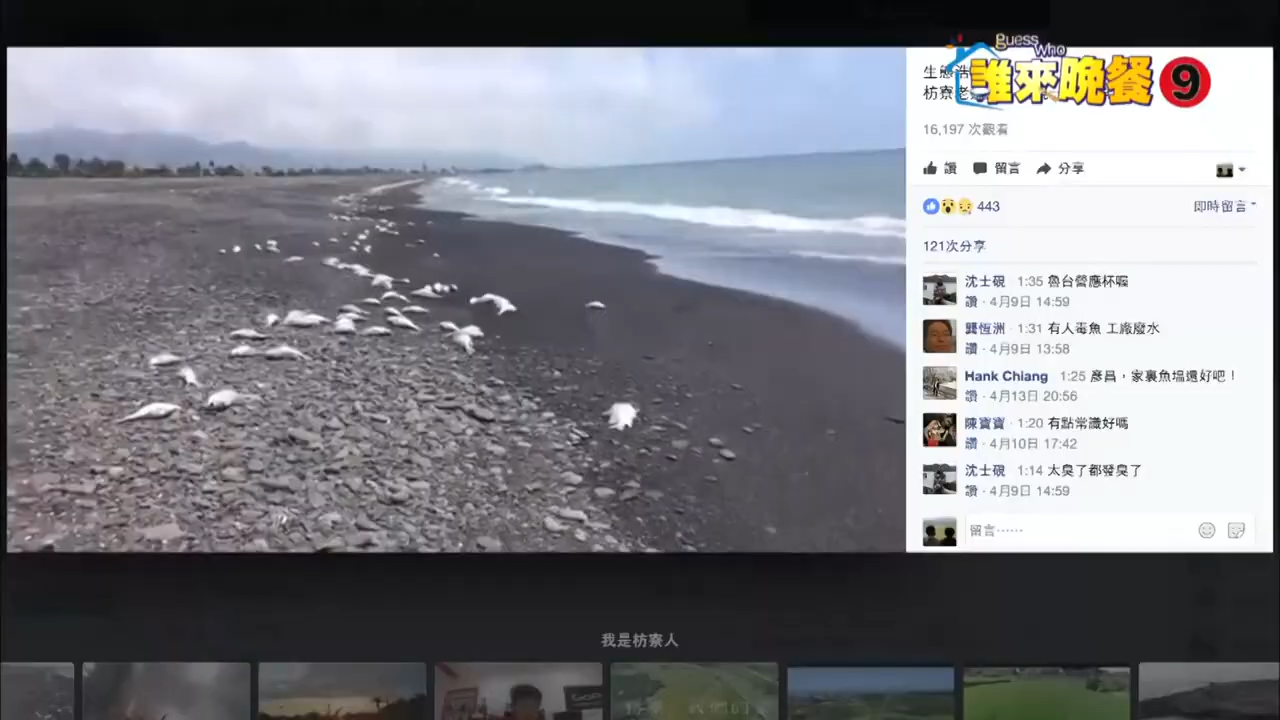 guess who
誰來晚餐 9
生態浩
枋寮老
16,197 次觀看
讚 留言 分享
443 即時留言
121次分享
沈士硯 · 1:35 魯台營應杯喔
讚 · 4月9日 14:59
龔恆洲 · 1:31 有人毒魚 工廠廢水
讚 · 4月9日 13:58
Hank Chiang · 1:25 彥昌，家裏魚塭還好吧！
讚 · 4月13日 20:56
陳寶寶 · 1:20 有點常識好嗎
讚 · 4月10日 17:42
沈士硯 · 1:14 太臭了都發臭了
讚 · 4月9日 14:59
留言……
我是枋寮人